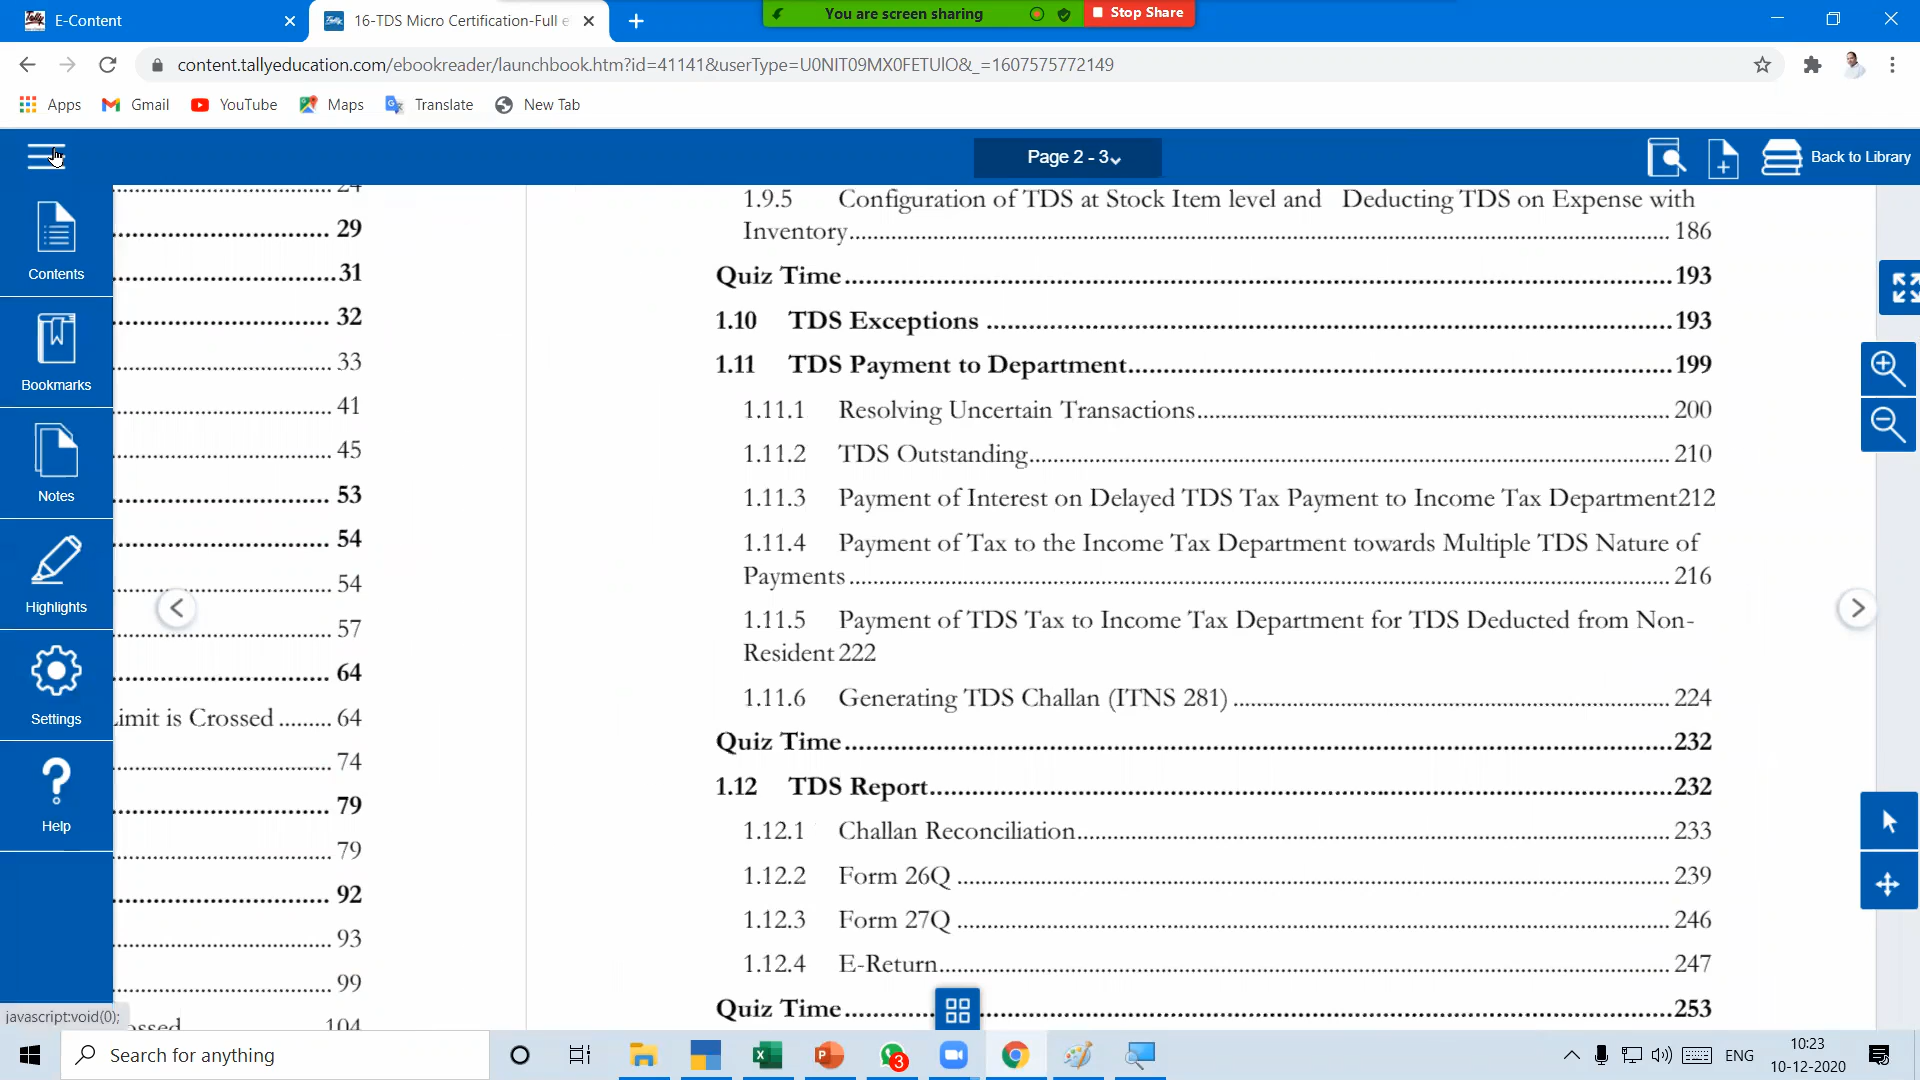 E-Content
16-TDS Micro Certification-Full e
You are screen sharing
Stop Share
content.tallyeducation.com/ebookreader/launchbook.htm?id=41141&userType=U0NIT09MX0FETUlO&_=1607575772149
Apps Gmail YouTube Maps Translate New Tab
Page 2 - 3
Back to Library
Contents
Bookmarks
Notes
Highlights
Settings
Help
24
29
31
32
33
41
45
53
54
54
57
64
Limit is Crossed ......... 64
74
79
79
92
93
99
104
1.9.5 Configuration of TDS at Stock Item level and Deducting TDS on Expense with
Inventory 186
Quiz Time 193
1.10 TDS Exceptions 193
1.11 TDS Payment to Department 199
1.11.1 Resolving Uncertain Transactions 200
1.11.2 TDS Outstanding 210
1.11.3 Payment of Interest on Delayed TDS Tax Payment to Income Tax Department212
1.11.4 Payment of Tax to the Income Tax Department towards Multiple TDS Nature of
Payments 216
1.11.5 Payment of TDS Tax to Income Tax Department for TDS Deducted from Non-
Resident 222
1.11.6 Generating TDS Challan (ITNS 281) 224
Quiz Time 232
1.12 TDS Report 232
1.12.1 Challan Reconciliation 233
1.12.2 Form 26Q 239
1.12.3 Form 27Q 246
1.12.4 E-Return 247
Quiz Time 253
javascript:void(0);
Search for anything
3
ENG
10:23
10-12-2020